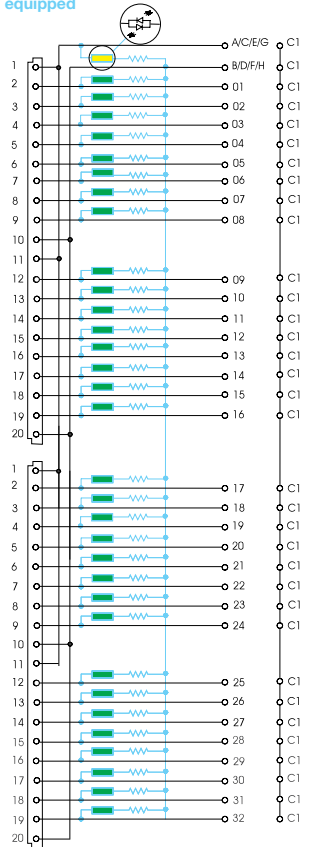 equipped
A/C/E/G C1
1 B/D/F/H C1
2 01 C1
3 02 C1
4 03 C1
5 04 C1
6 05 C1
7 06 C1
8 07 C1
9 08 C1
10
11
12 09 C1
13 10 C1
14 11 C1
15 12 C1
16 13 C1
17 14 C1
18 15 C1
19 16 C1
20
1
2 17 C1
3 18 C1
4 19 C1
5 20 C1
6 21 C1
7 22 C1
8 23 C1
9 24 C1
10
11
12 25 C1
13 26 C1
14 27 C1
15 28 C1
16 29 C1
17 30 C1
18 31 C1
19 32 C1
20